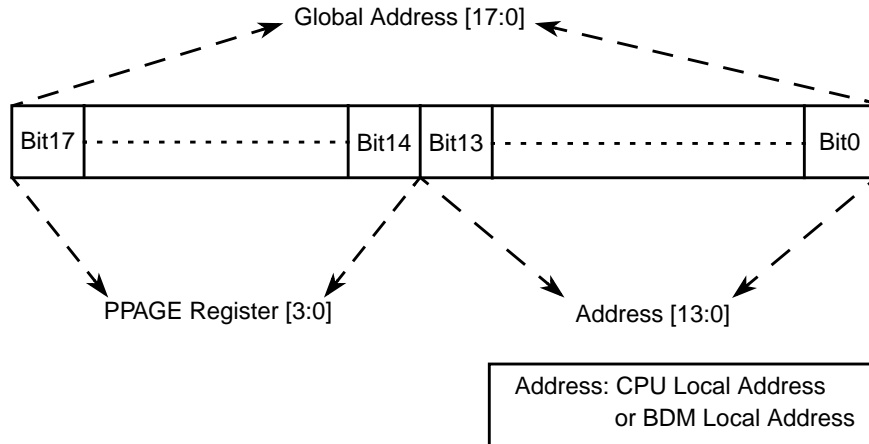 Global Address [17:0]
Bit17 Bit14 Bit13 Bit0
PPAGE Register [3:0] Address [13:0]
Address: CPU Local Address
or BDM Local Address